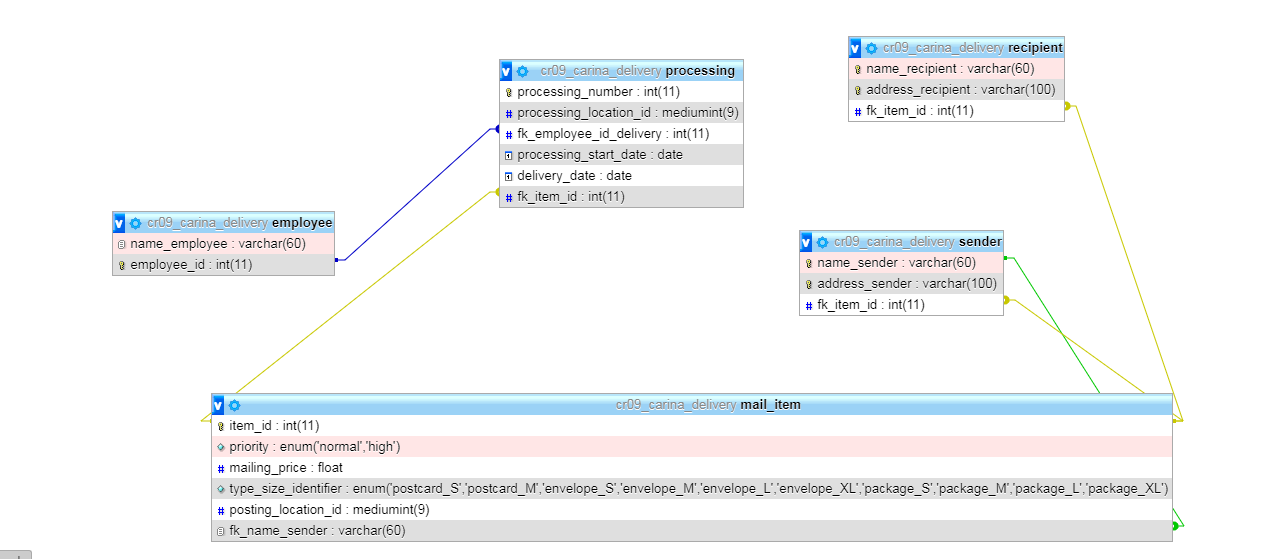 cr09_carina_delivery recipient
name_recipient : varchar(60)
address_recipient : varchar(100)
fk_item_id : int(11)
cr09_carina_delivery processing
processing_number : int(11)
processing_location_id : mediumint(9)
fk_employee_id_delivery : int(11)
processing_start_date : date
delivery_date : date
fk_item_id : int(11)
cr09_carina_delivery employee
name_employee : varchar(60)
employee_id : int(11)
cr09_carina_delivery sender
name_sender : varchar(60)
address_sender : varchar(100)
fk_item_id : int(11)
cr09_carina_delivery mail_item
item_id : int(11)
priority : enum('normal','high')
mailing_price : float
type_size_identifier : enum('postcard_S','postcard_M','envelope_S','envelope_M','envelope_L','envelope_XL','package_S','package_M','package_L','package_XL')
posting_location_id : mediumint(9)
fk_name_sender : varchar(60)